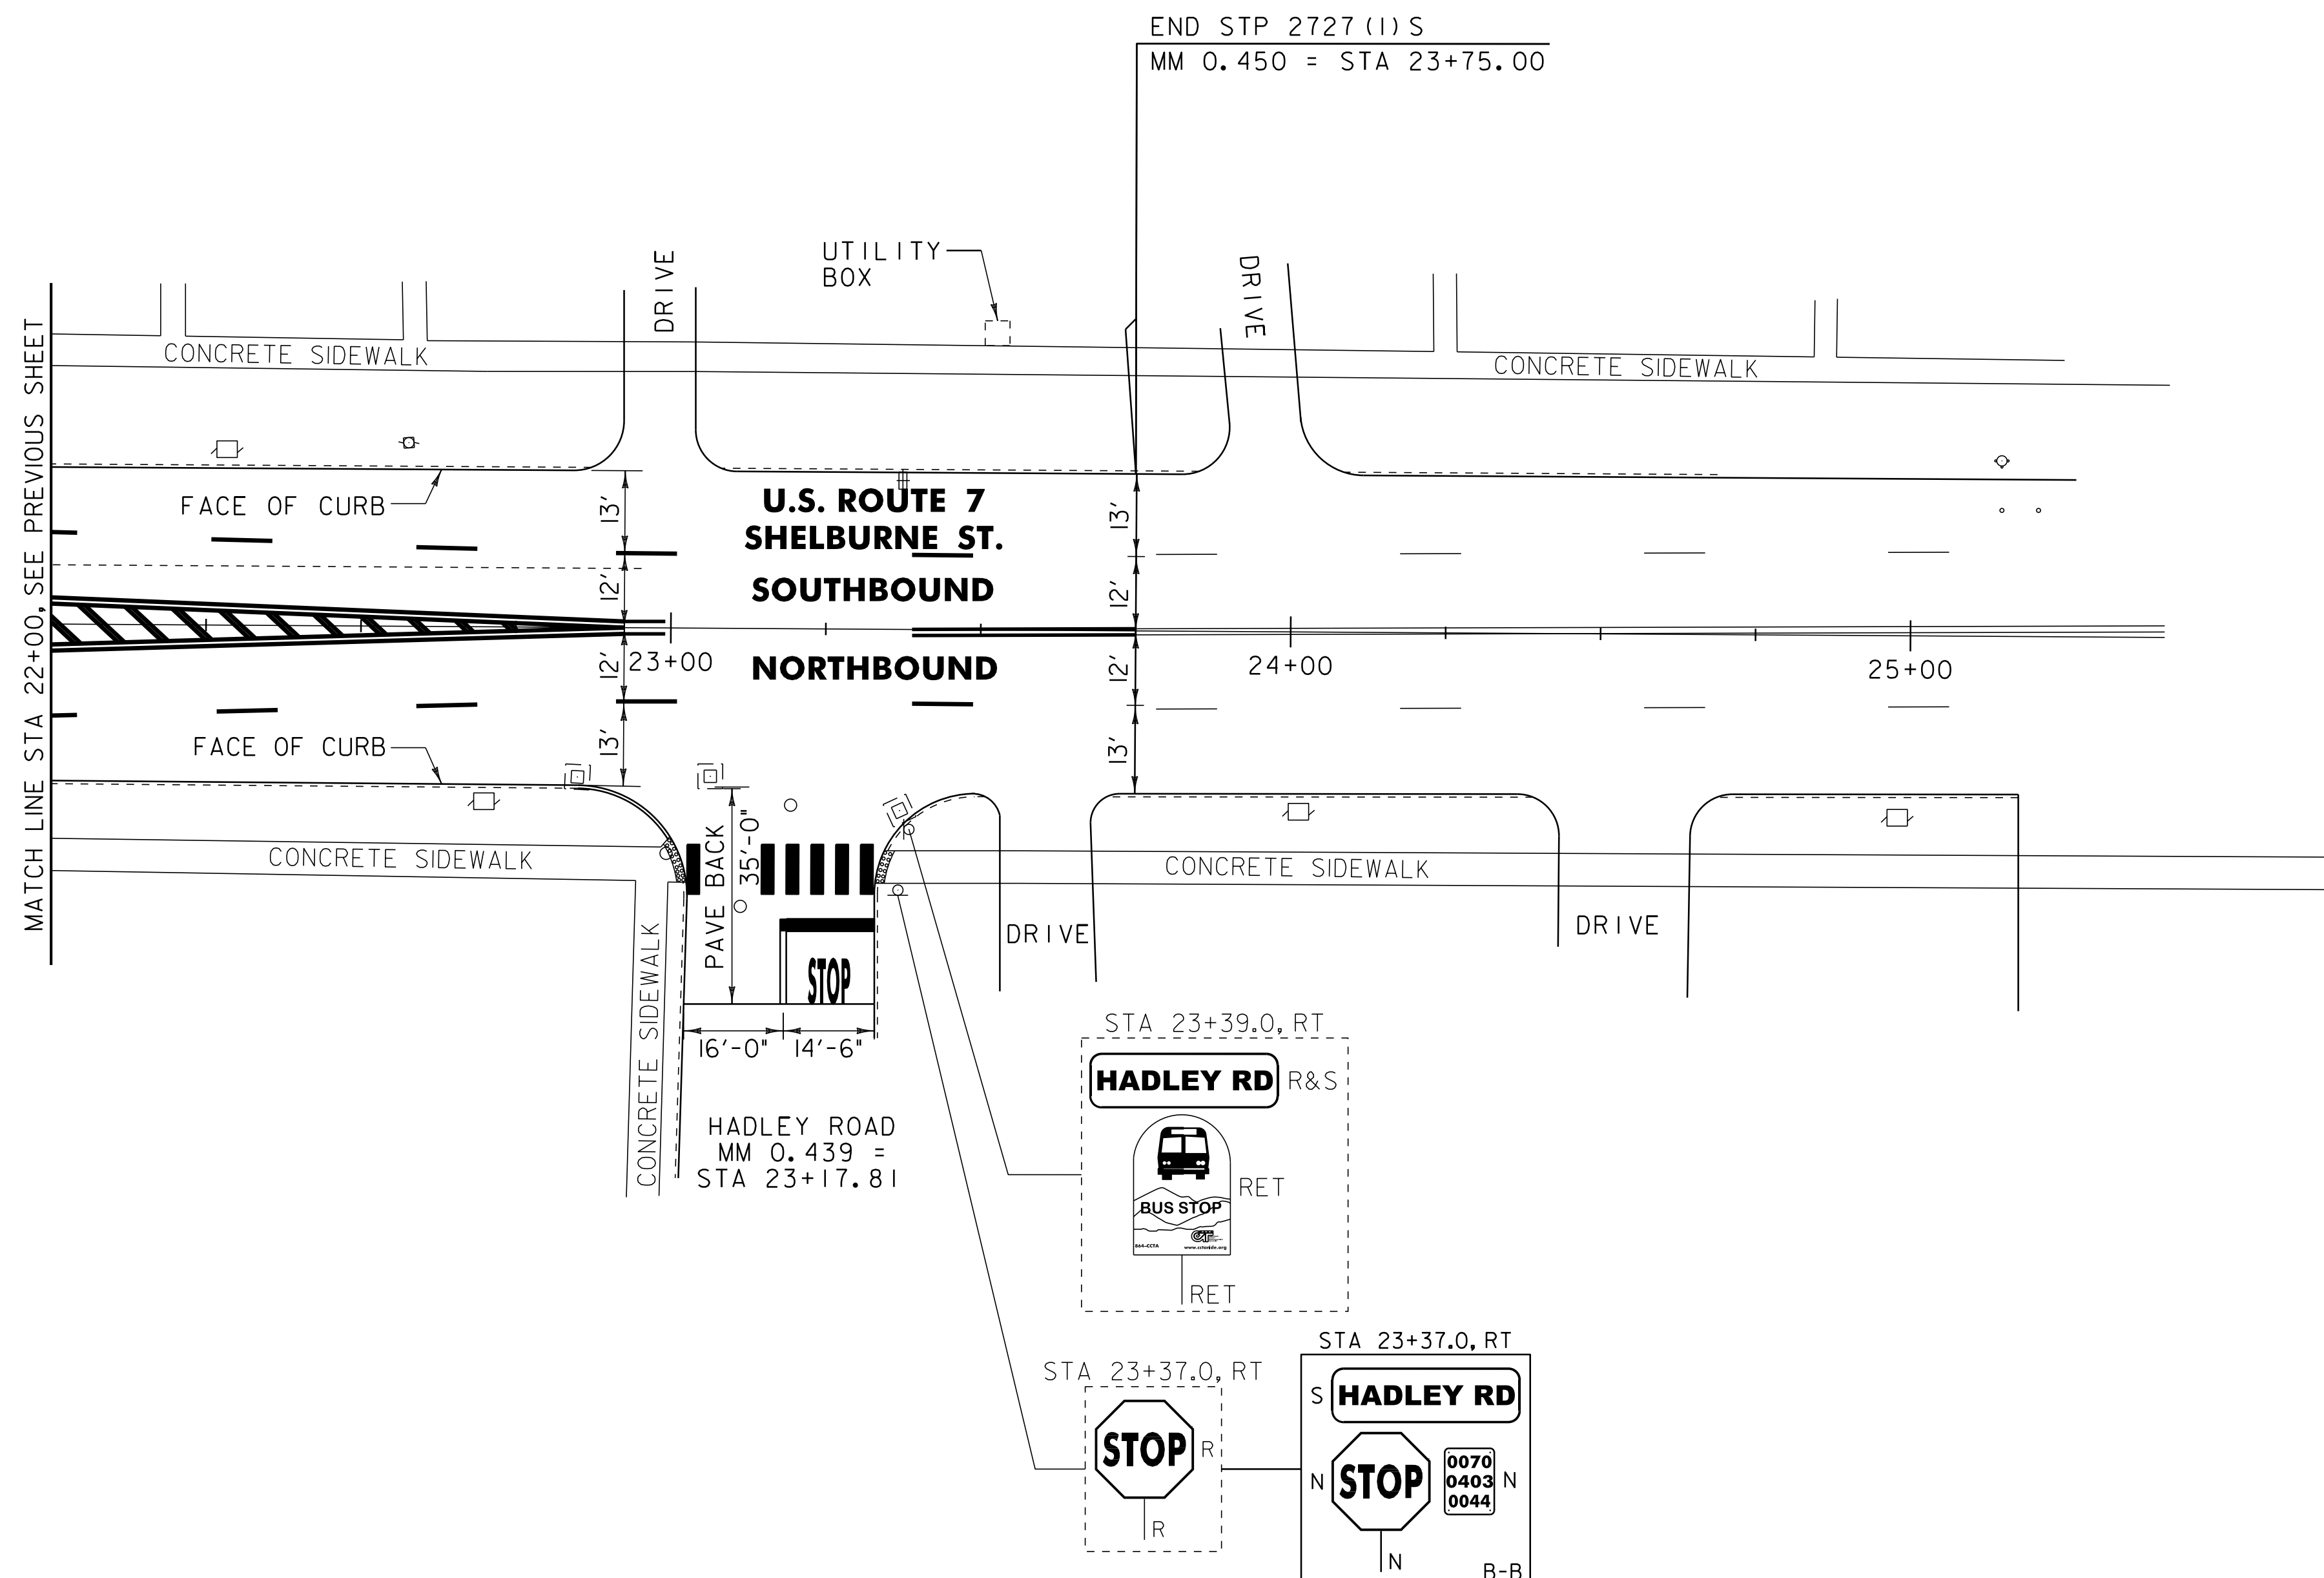 END STP 2727(1)S
MM 0.450 = STA 23+75.00
UTILITY
BOX
DRIVE
DRIVE
MATCH LINE STA 22+00, SEE PREVIOUS SHEET
CONCRETE SIDEWALK
CONCRETE SIDEWALK
FACE OF CURB
13'
U.S. ROUTE 7
SHELBURNE ST.
13'
12'
SOUTHBOUND
12'
12'
23+00
NORTHBOUND
12'
24+00
25+00
FACE OF CURB
13'
13'
CONCRETE SIDEWALK
PAVE BACK
35'-0"
CONCRETE SIDEWALK
CONCRETE SIDEWALK
STOP
DRIVE
DRIVE
16'-0"
14'-6"
HADLEY ROAD
MM 0.439 =
STA 23+17.81
STA 23+39.0, RT
HADLEY RD
R&S
BUS STOP
RET
864-CCTA
www.cctaride.org
RET
STA 23+37.0, RT
STOP
R
R
STA 23+37.0, RT
S
HADLEY RD
N
STOP
0070
0403
0044
N
N
B-B